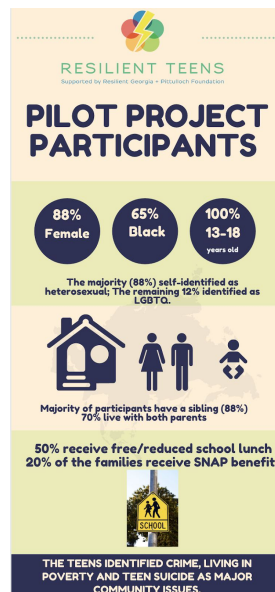 RESILIENT TEENS
Supported by Resilient Georgia + Pittulloch Foundation
PILOT PROJECT
PARTICIPANTS
88%
Female
65%
Black
100%
13-18
years old
The majority (88%) self-identified as
heterosexual; The remaining 12% identified as
LGBTQ.
Majority of participants have a sibling (88%)
70% live with both parents
50% receive free/reduced school lunch
20% of the families receive SNAP benefit
SCHOOL
THE TEENS IDENTIFIED CRIME, LIVING IN
POVERTY AND TEEN SUICIDE AS MAJOR
COMMUNITY ISSUES.